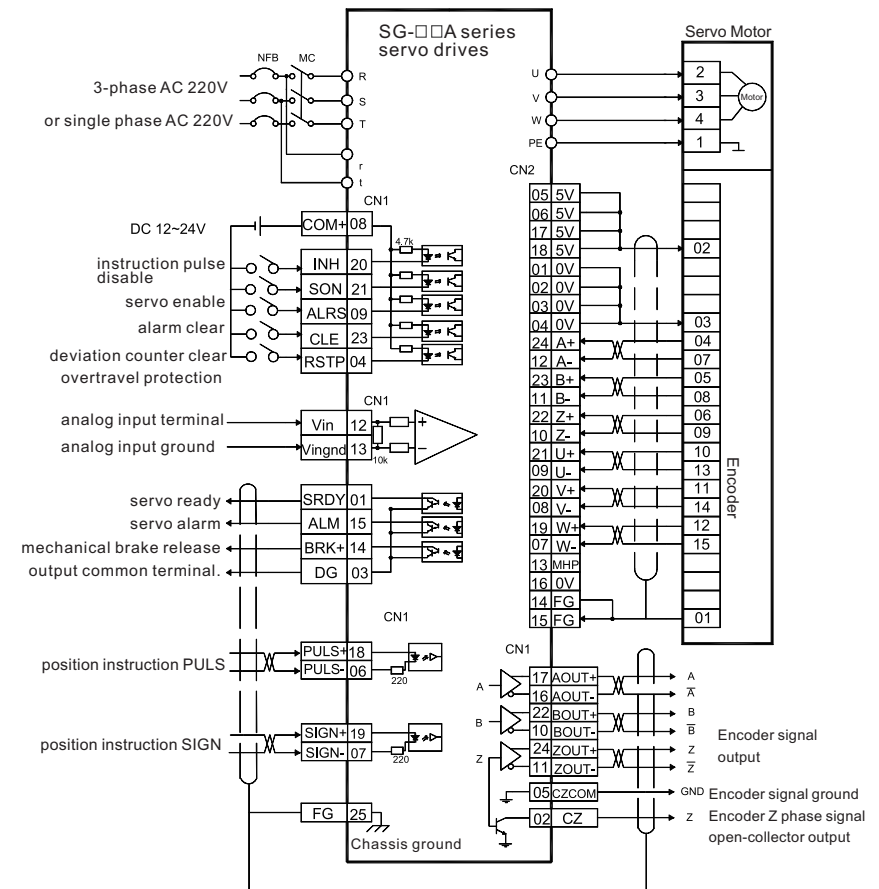 SG-□□A series
servo drives
Servo Motor
NFB MC
3-phase AC 220V
or single phase AC 220V
R
S
T
r
t
U
V
W
PE
2
3
4
1
Motor
CN1
DC 12~24V
COM+ 08
4.7k
instruction pulse
disable
INH 20
servo enable
SON 21
alarm clear
ALRS 09
deviation counter clear
CLE 23
overtravel protection
RSTP 04
CN1
analog input terminal
Vin 12
analog input ground
Vingnd 13
10k
+
−
servo ready
SRDY 01
servo alarm
ALM 15
mechanical brake release
BRK+ 14
output common terminal.
DG 03
CN1
position instruction PULS
PULS+ 18
PULS- 06
220
position instruction SIGN
SIGN+ 19
SIGN- 07
220
FG 25
Chassis ground
CN2
05 5V
06 5V
17 5V
18 5V
01 0V
02 0V
03 0V
04 0V
24 A+
12 A-
23 B+
11 B-
22 Z+
10 Z-
21 U+
09 U-
20 V+
08 V-
19 W+
07 W-
13 MHP
16 0V
14 FG
15 FG
02
03
04
07
05
08
06
09
10
13
11
14
12
15
01
Encoder
CN1
A
17 AOUT+ A
16 AOUT- A̅
B
22 BOUT+ B
10 BOUT- B̅
Z
24 ZOUT+ Z
11 ZOUT- Z̅
Encoder signal
output
05 CZCOM GND Encoder signal ground
02 CZ Z Encoder Z phase signal
open-collector output